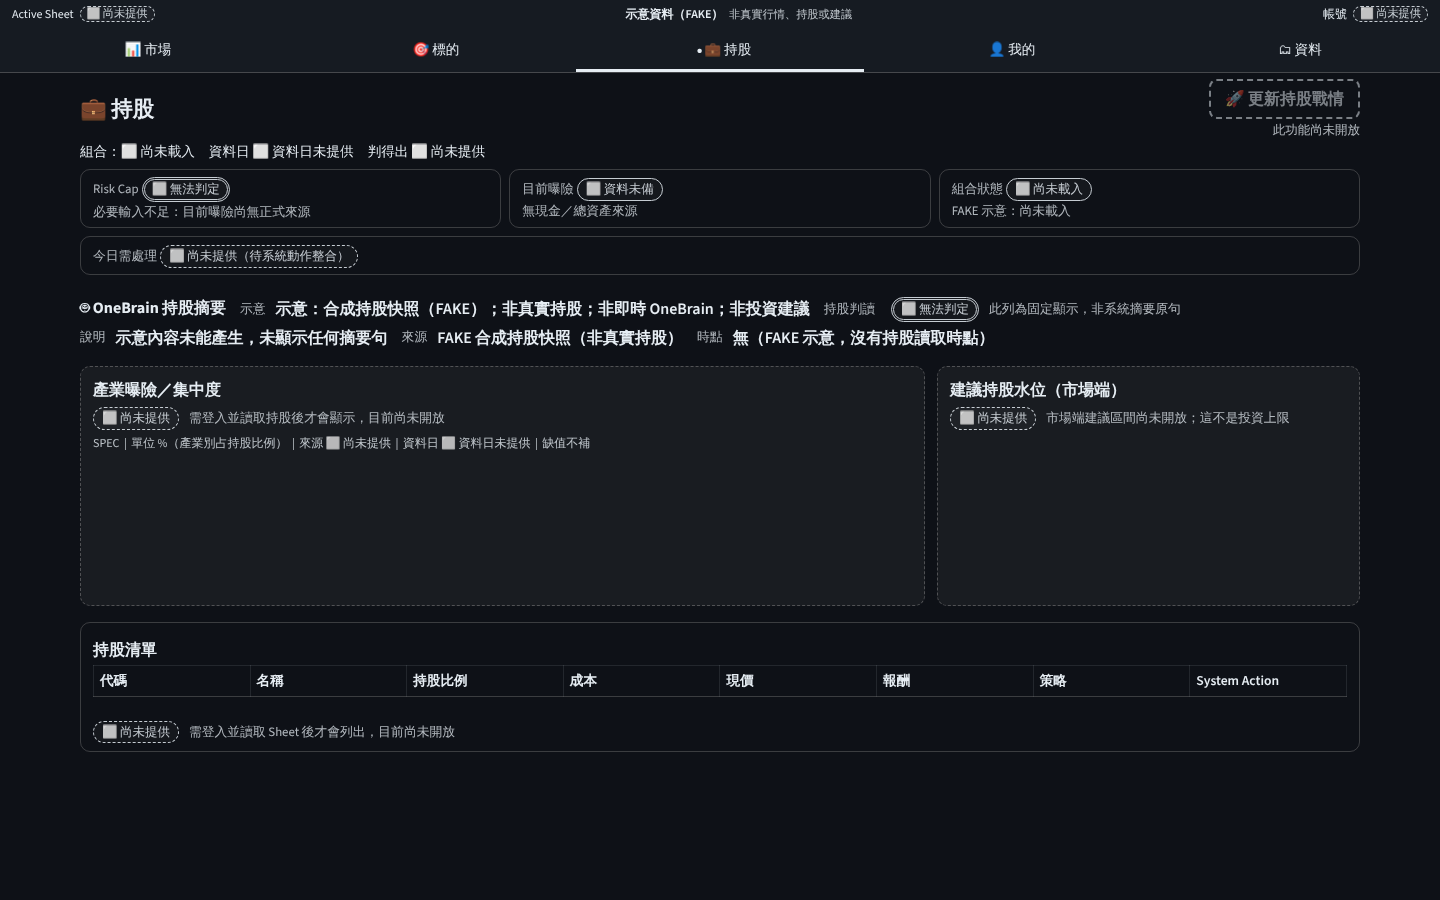 Active Sheet ⬜ 尚未提供 示意資料（FAKE） 非真實行情、持股或建議 帳號 ⬜ 尚未提供
📊 市場 🎯 標的 • 💼 持股 👤 我的 🗂 資料
💼 持股 🚀 更新持股戰情
此功能尚未開放
組合：⬜ 尚未載入 資料日 ⬜ 資料日未提供 判得出 ⬜ 尚未提供
Risk Cap ⬜ 無法判定 目前曝險 ⬜ 資料未備 組合狀態 ⬜ 尚未載入
必要輸入不足：目前曝險尚無正式來源 無現金／總資產來源 FAKE 示意：尚未載入
今日需處理 ⬜ 尚未提供（待系統動作整合）
OneBrain 持股摘要 示意 示意：合成持股快照（FAKE）；非真實持股；非即時 OneBrain；非投資建議 持股判讀 ⬜ 無法判定 此列為固定顯示，非系統摘要原句
說明 示意內容未能產生，未顯示任何摘要句 來源 FAKE 合成持股快照（非真實持股） 時點 無（FAKE 示意，沒有持股讀取時點）
產業曝險／集中度 建議持股水位（市場端）
⬜ 尚未提供 需登入並讀取持股後才會顯示，目前尚未開放 ⬜ 尚未提供 市場端建議區間尚未開放；這不是投資上限
SPEC｜單位 %（產業別占持股比例）｜來源 ⬜ 尚未提供｜資料日 ⬜ 資料日未提供｜缺值不補
持股清單
代碼 名稱 持股比例 成本 現價 報酬 策略 System Action
⬜ 尚未提供 需登入並讀取 Sheet 後才會列出，目前尚未開放